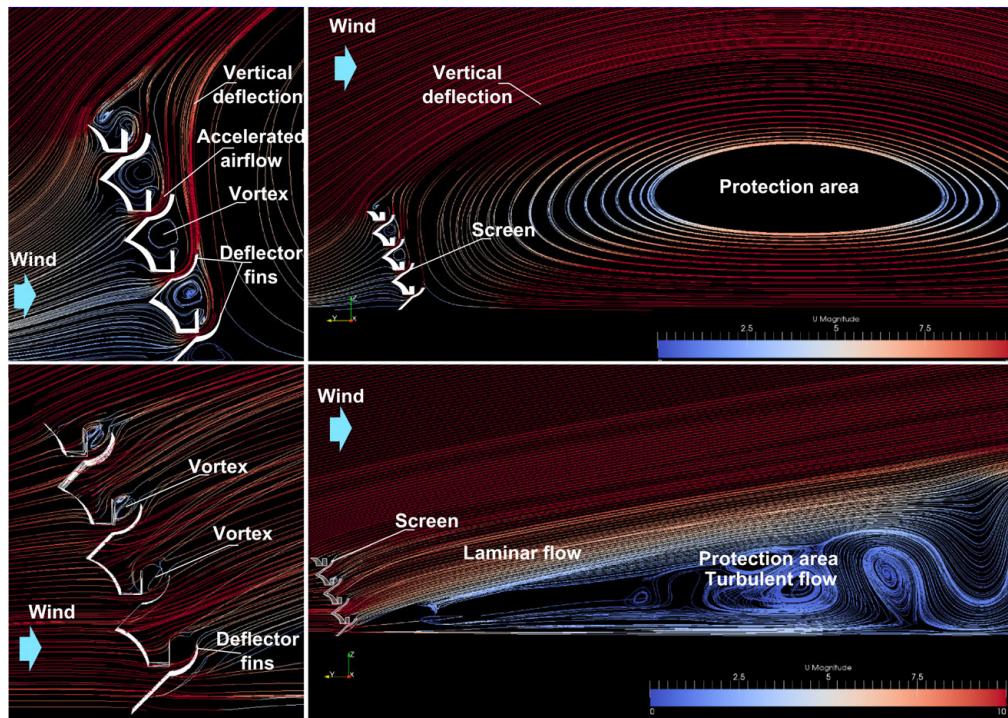 Vertical
deflection
Accelerated
airflow
Vortex
Deflector
fins
Wind
Wind
Vertical
deflection
Protection area
Screen
Z
Y
X
U Magnitude
2.5
5
7.5
Vortex
Vortex
Wind
Deflector
fins
Wind
Screen
Laminar flow
Protection area
Turbulent flow
Z
Y
X
U Magnitude
0
2.5
5
7.5
10